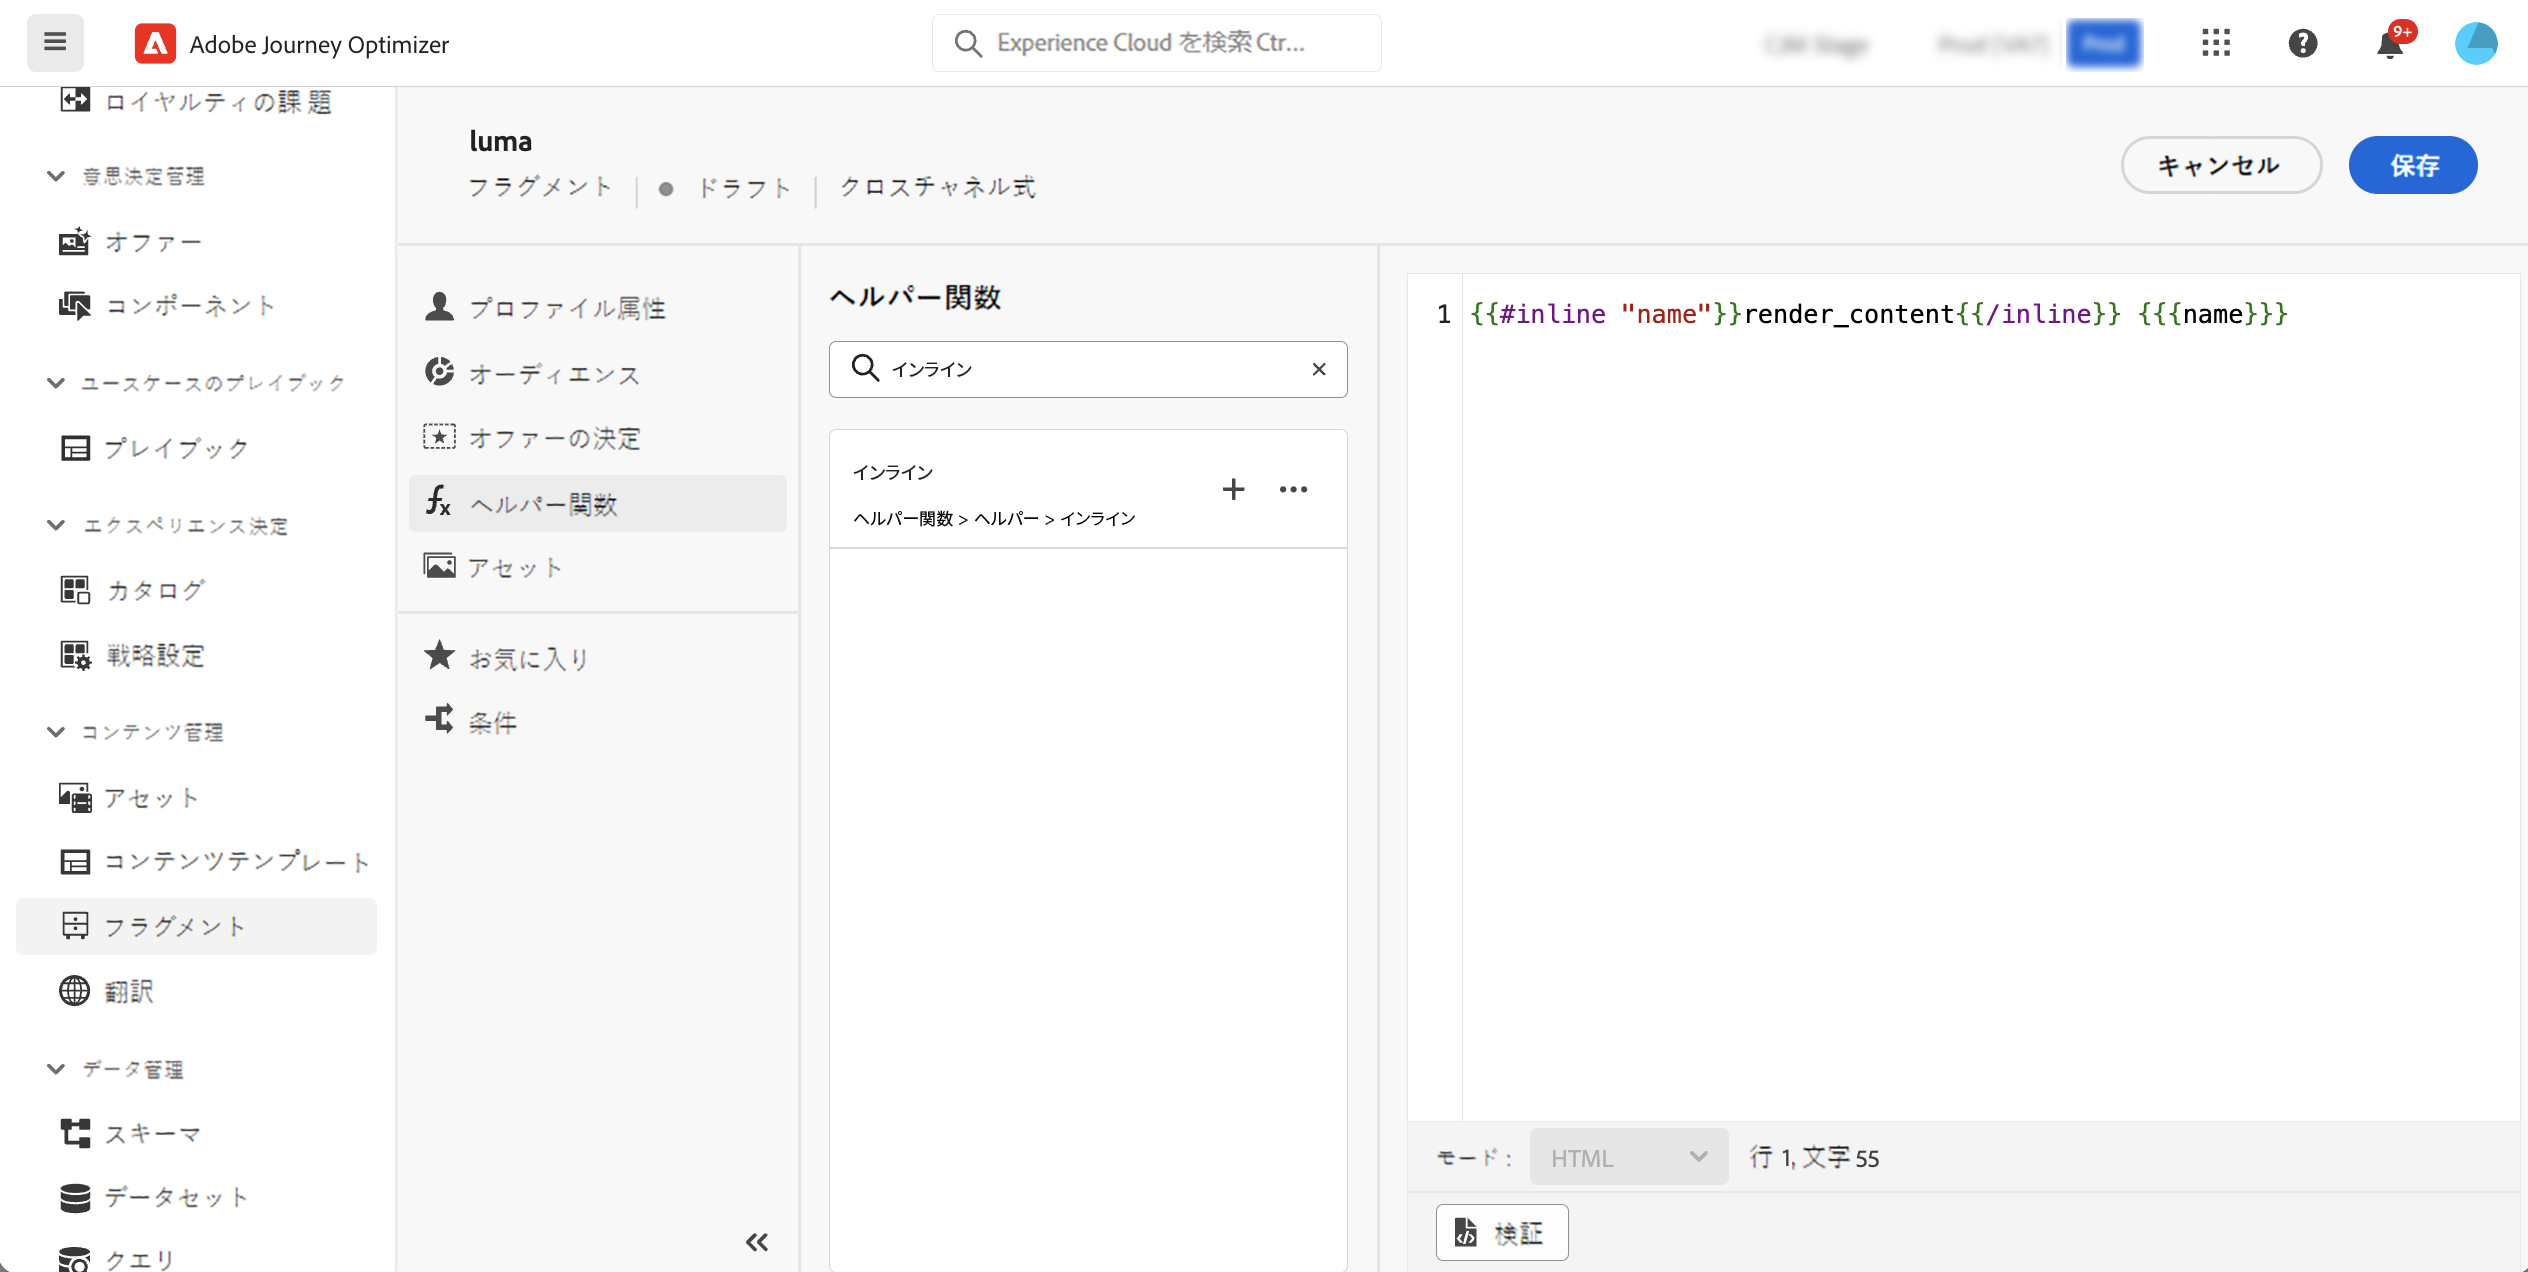 Adobe Journey Optimizer
Experience Cloud を検索 Ctr...
9+
ロイヤルティの課題
意思決定管理
オファー
コンポーネント
ユースケースのプレイブック
プレイブック
エクスペリエンス決定
カタログ
戦略設定
コンテンツ管理
アセット
コンテンツテンプレート
フラグメント
翻訳
データ管理
スキーマ
データセット
クエリ
luma
フラグメント | ● ドラフト | クロスチャネル式
キャンセル
保存
プロファイル属性
オーディエンス
オファーの決定
ヘルパー関数
アセット
お気に入り
条件
ヘルパー関数
インライン
インライン
ヘルパー関数 > ヘルパー > インライン
1 {{#inline "name"}}render_content{{/inline}} {{{name}}}
モード : HTML 行 1, 文字 55
検証